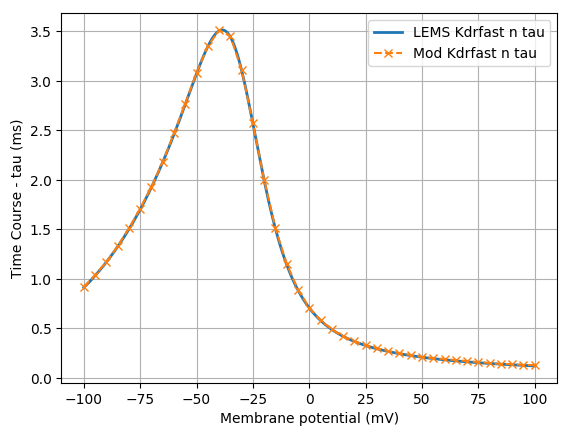 LEMS Kdrfast n tau
Mod Kdrfast n tau
Time Course - tau (ms)
3.5
3.0
2.5
2.0
1.5
1.0
0.5
0.0
−100 −75 −50 −25 0 25 50 75 100
Membrane potential (mV)